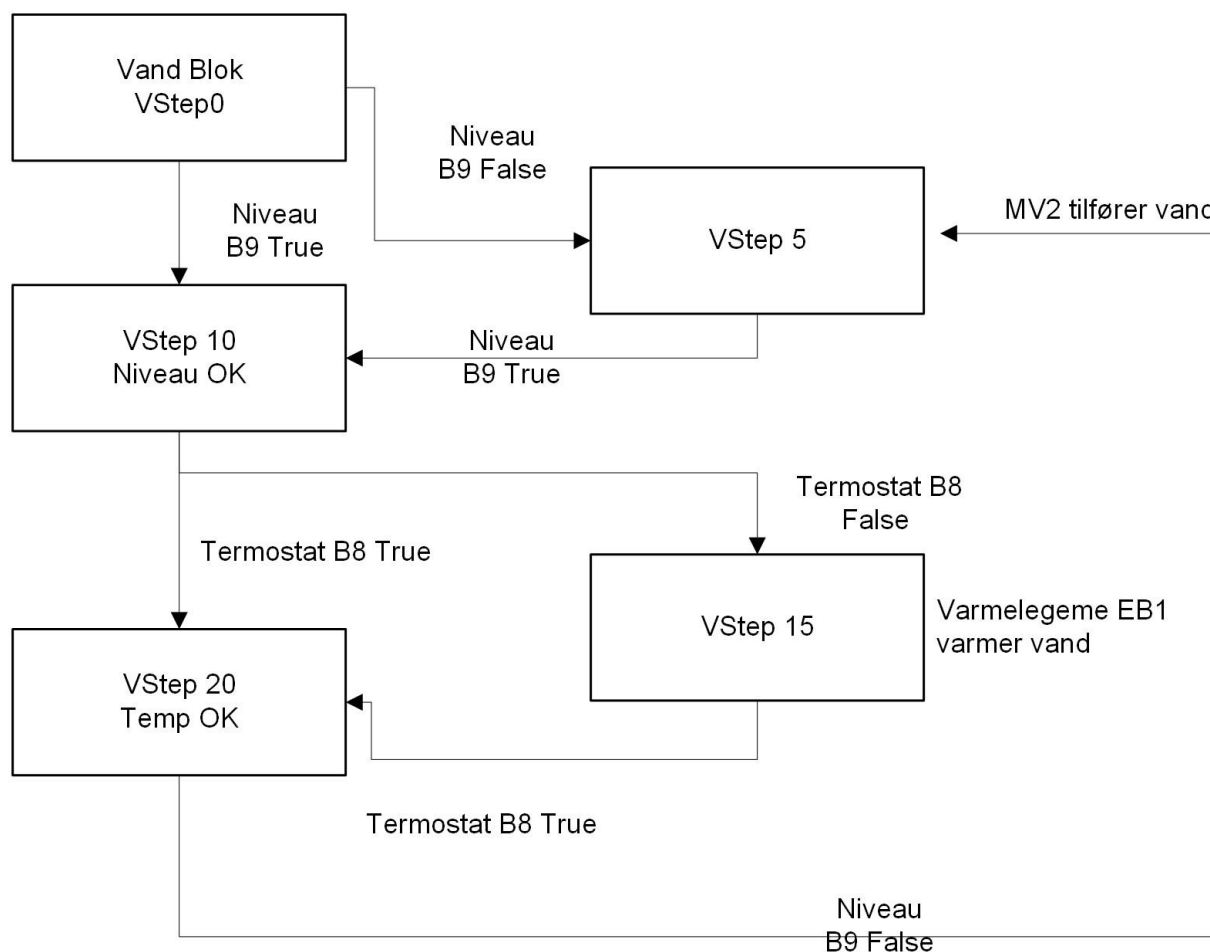 Vand Blok
VStep0
Niveau
B9 False
Niveau
B9 True
VStep 5
MV2 tilfører vand
VStep 10
Niveau OK
Niveau
B9 True
Termostat B8
False
Termostat B8 True
VStep 15
Varmelegeme EB1
varmer vand
VStep 20
Temp OK
Termostat B8 True
Niveau
B9 False